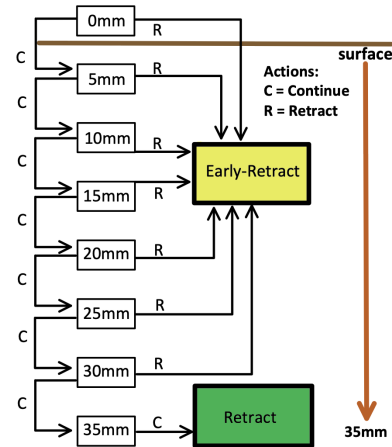 0mm
R
surface
C
5mm
R
Actions:
C = Continue
R = Retract
C
10mm
R
Early-Retract
C
15mm
R
C
20mm
R
C
25mm
R
C
30mm
R
C
35mm
C
Retract
35mm